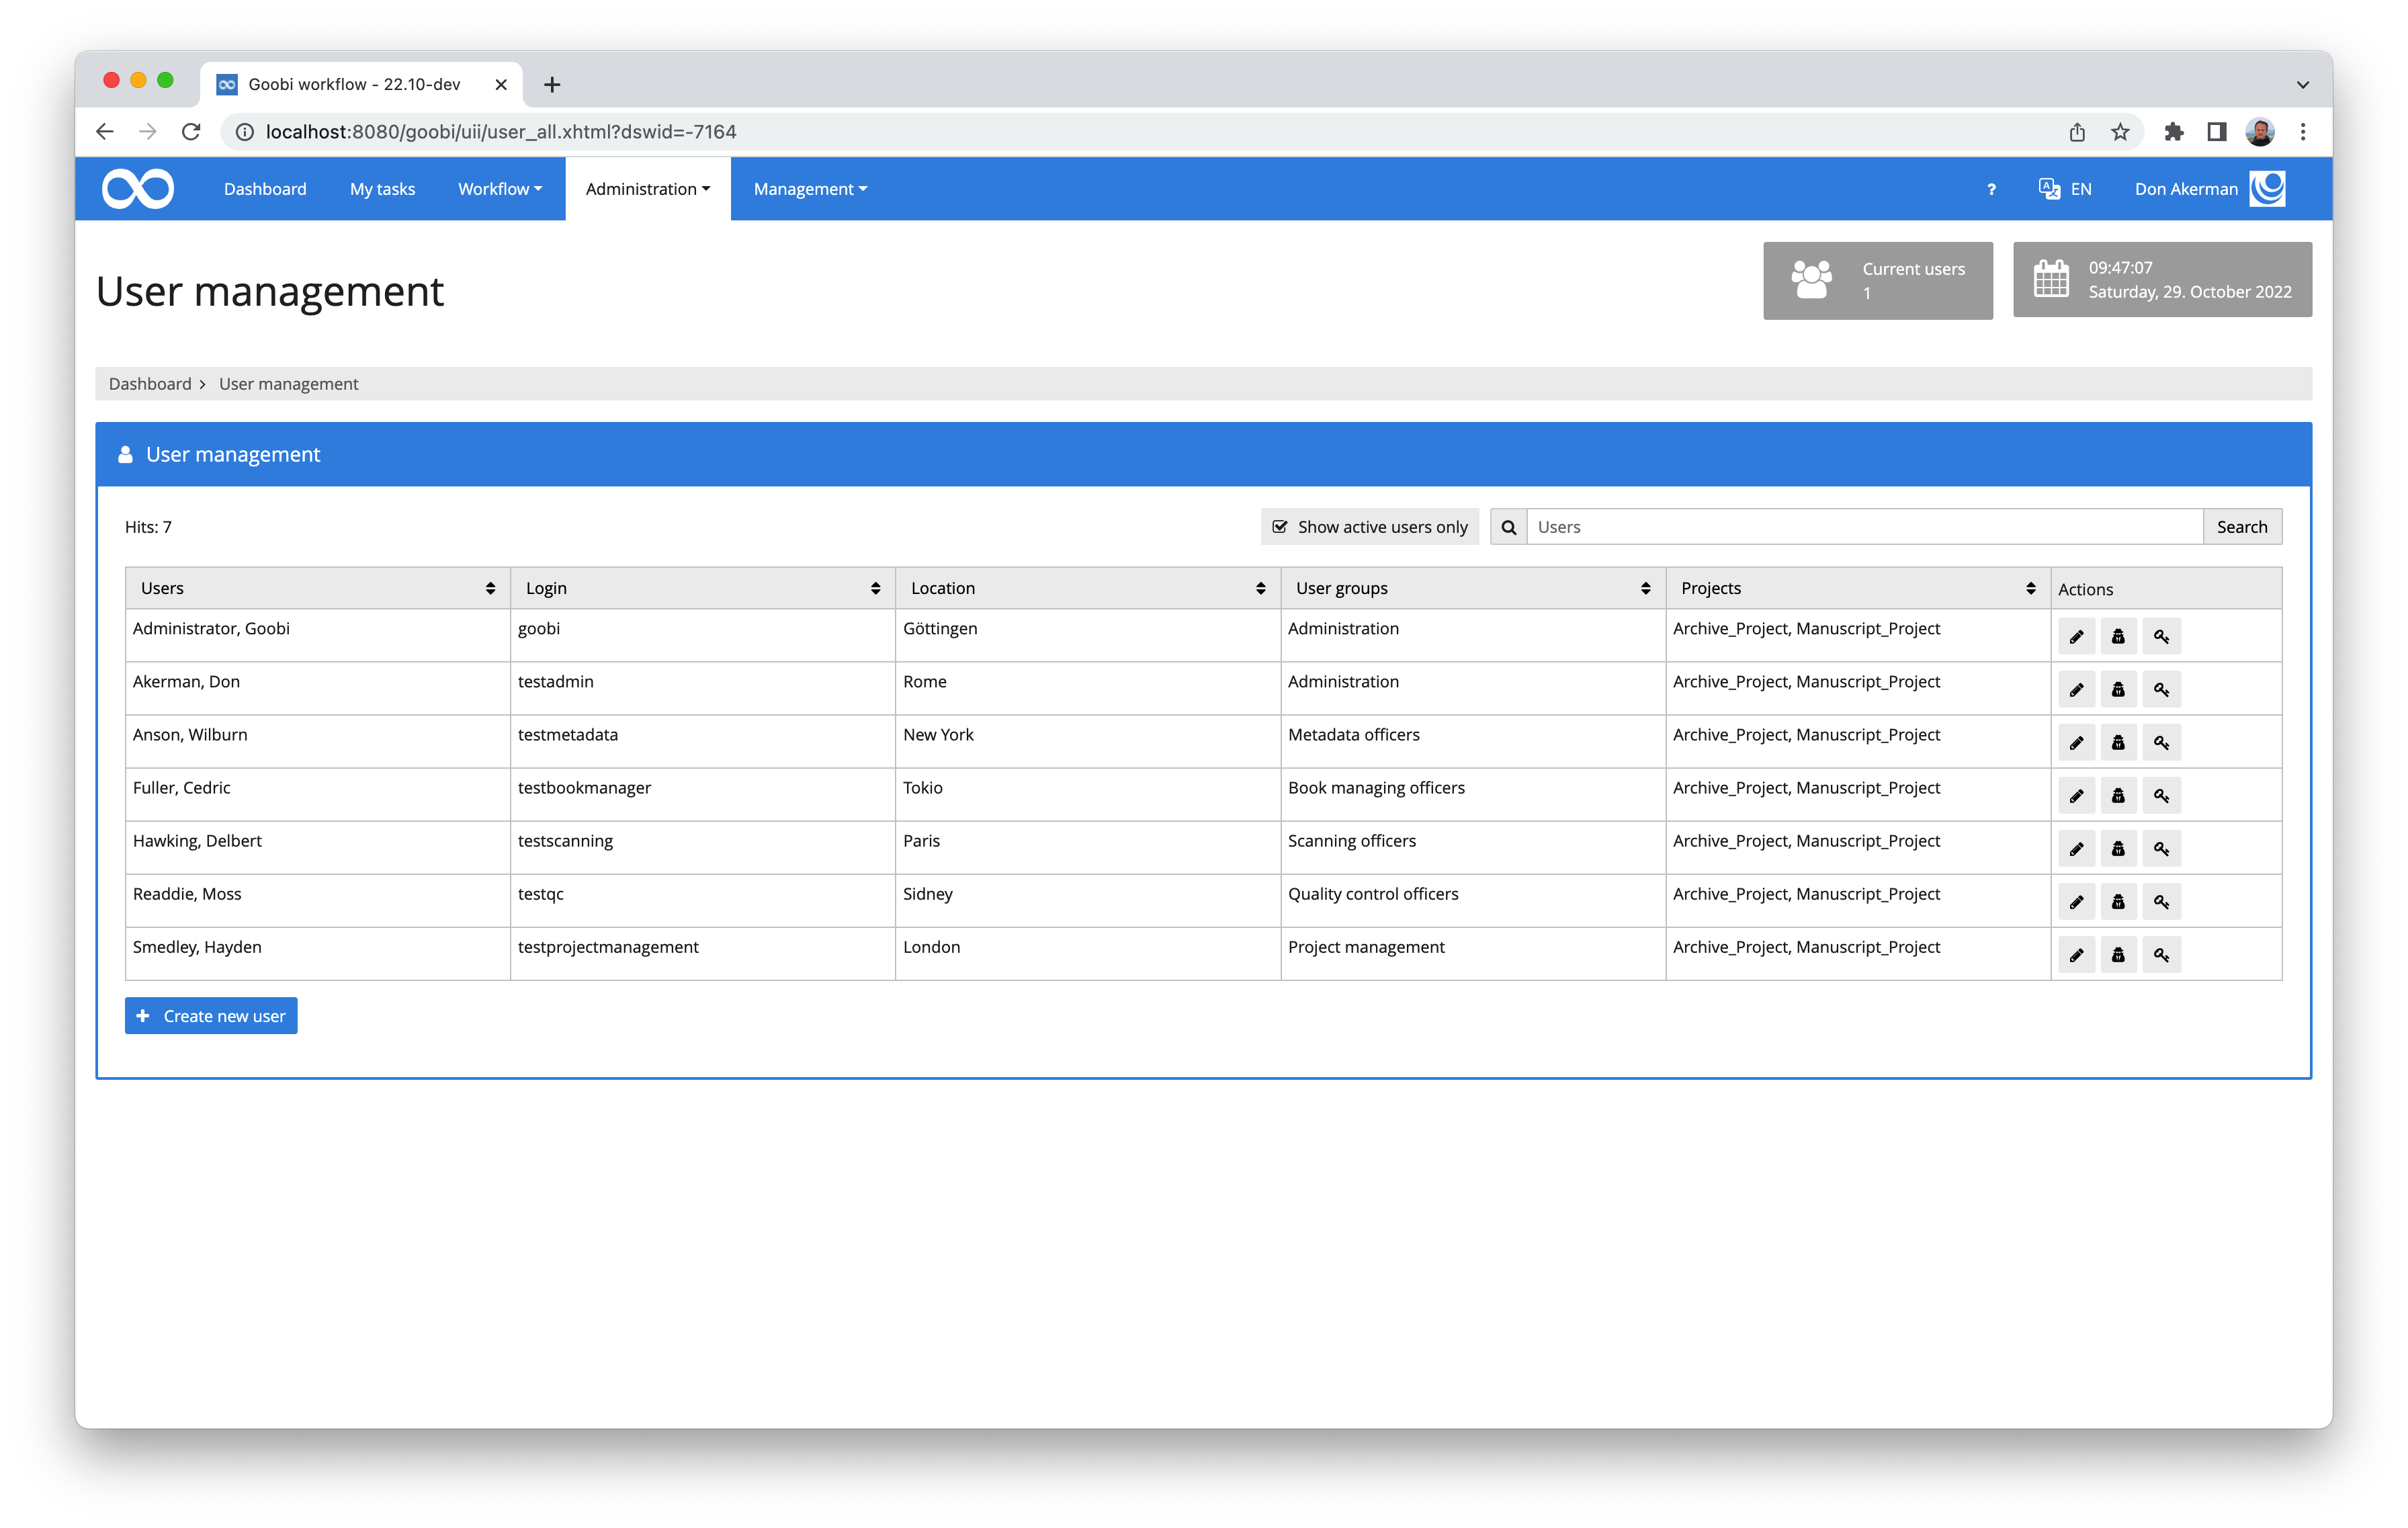 Goobi workflow - 22.10-dev
localhost:8080/goobi/uii/user_all.xhtml?dswid=-7164
Dashboard My tasks Workflow Administration Management ? EN Don Akerman
User management
Current users
1
09:47:07
Saturday, 29. October 2022
Dashboard > User management
User management
Hits: 7 Show active users only Users Search
Users Login Location User groups Projects Actions
Administrator, Goobi goobi Göttingen Administration Archive_Project, Manuscript_Project
Akerman, Don testadmin Rome Administration Archive_Project, Manuscript_Project
Anson, Wilburn testmetadata New York Metadata officers Archive_Project, Manuscript_Project
Fuller, Cedric testbookmanager Tokio Book managing officers Archive_Project, Manuscript_Project
Hawking, Delbert testscanning Paris Scanning officers Archive_Project, Manuscript_Project
Readdie, Moss testqc Sidney Quality control officers Archive_Project, Manuscript_Project
Smedley, Hayden testprojectmanagement London Project management Archive_Project, Manuscript_Project
+ Create new user